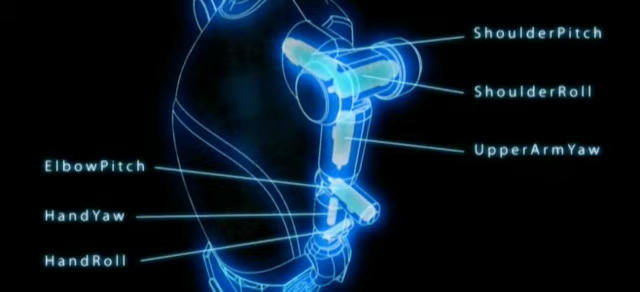 ShoulderPitch
ShoulderRoll
UpperArmYaw
ElbowPitch
HandYaw
HandRoll